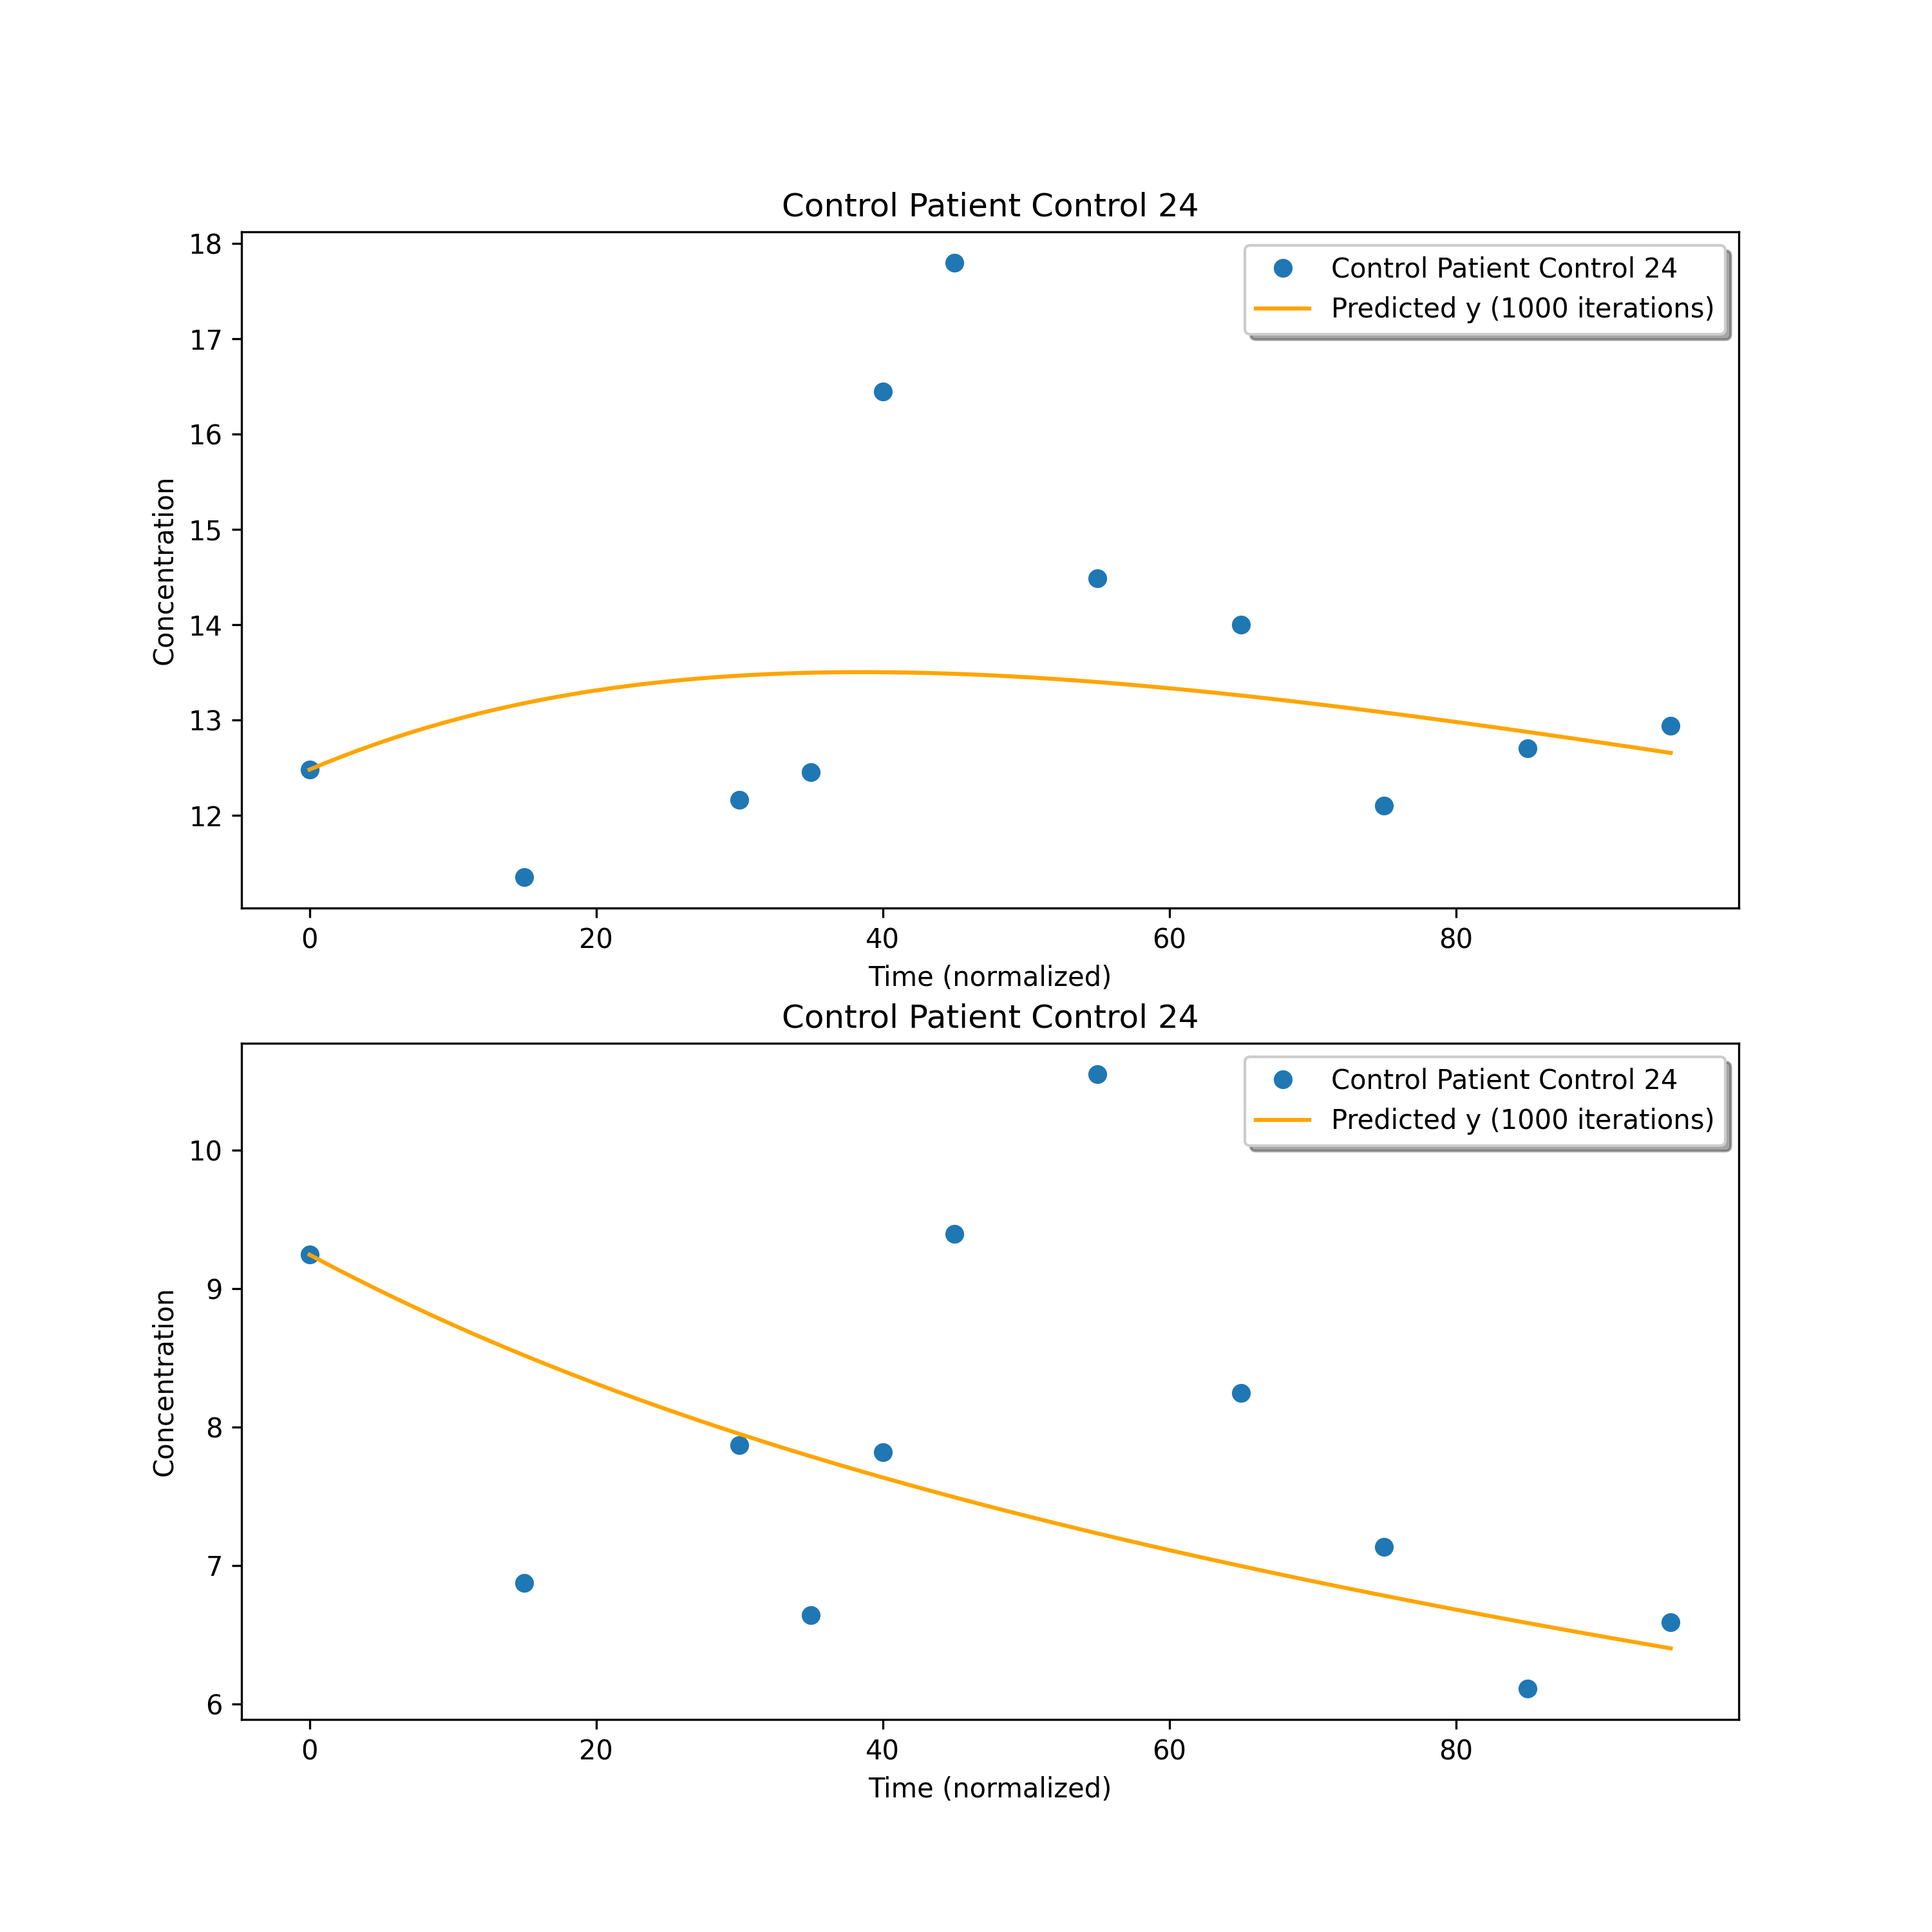 Control Patient Control 24
18
17
16
15
14
13
12
Concentration
Control Patient Control 24
Predicted y (1000 iterations)
0 20 40 60 80
Time (normalized)
Control Patient Control 24
10
9
8
7
6
Concentration
Control Patient Control 24
Predicted y (1000 iterations)
0 20 40 60 80
Time (normalized)